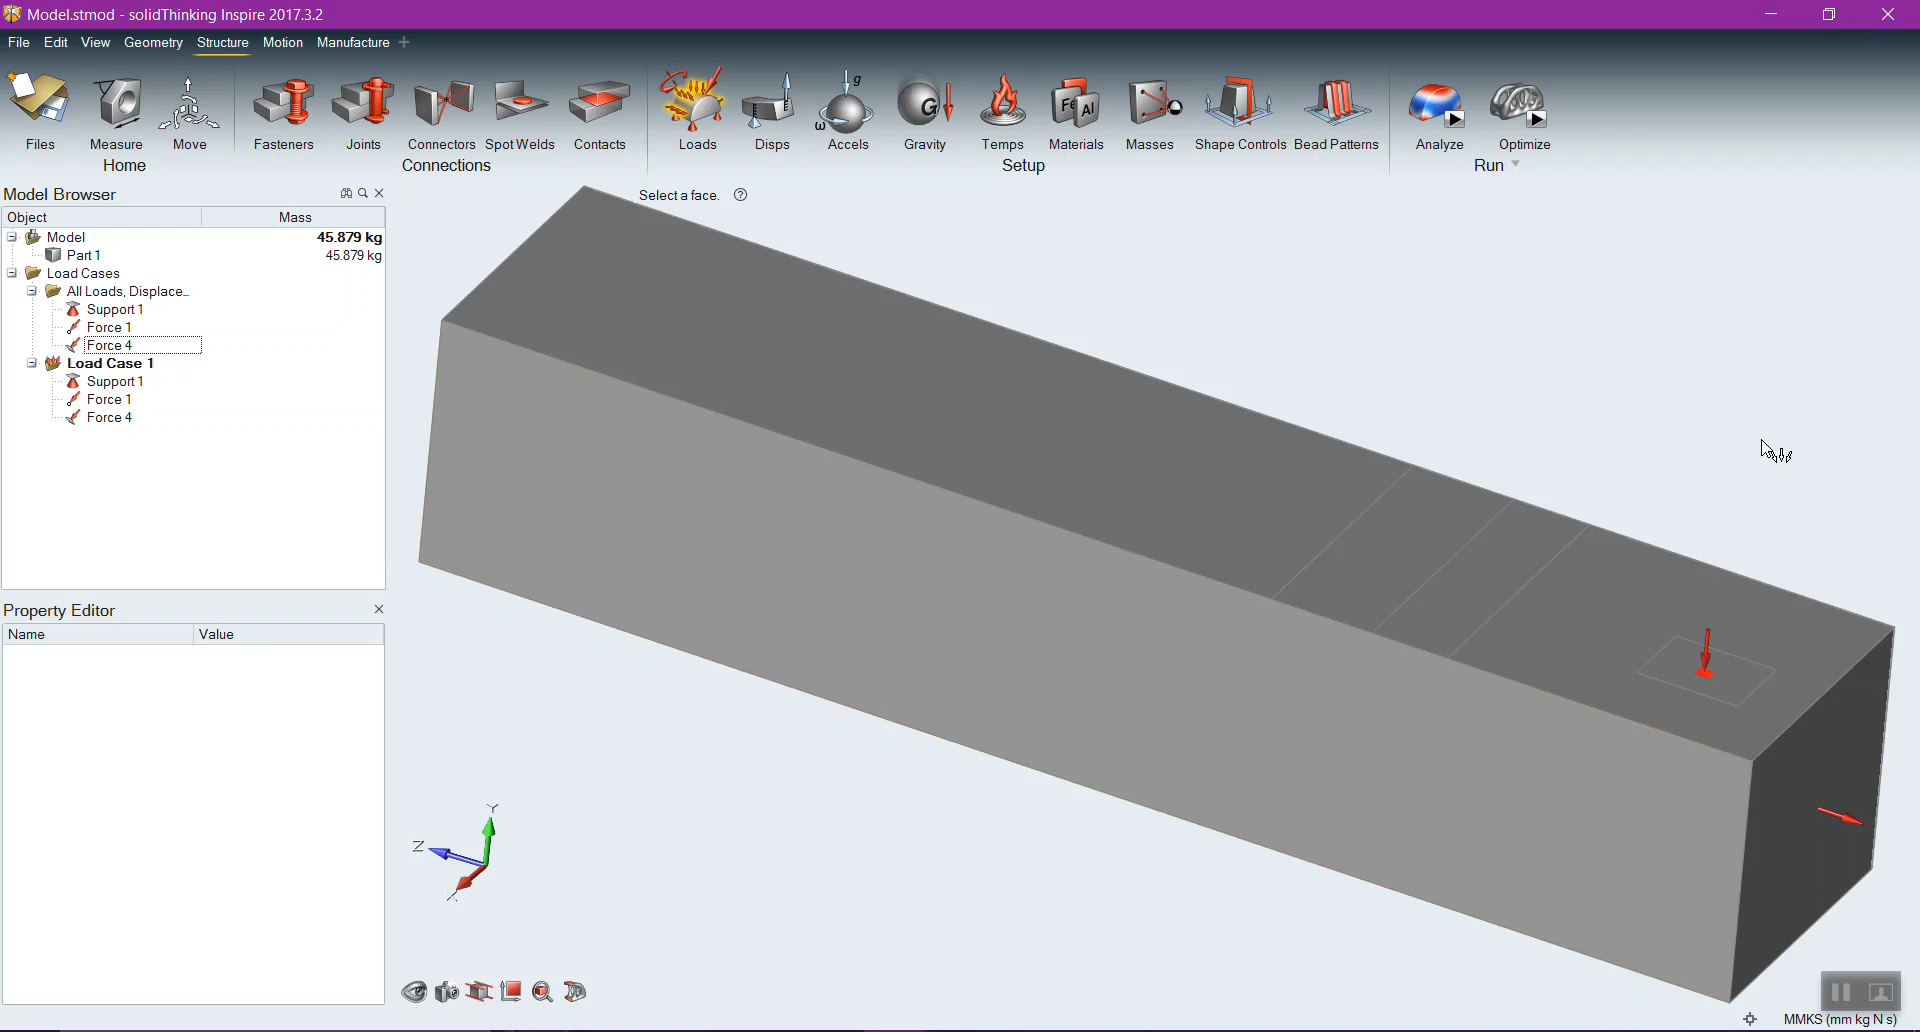 Model.stmod - solidThinking Inspire 2017.3.2
File Edit View Geometry Structure Motion Manufacture
Files Measure Move Fasteners Joints Connectors Spot Welds Contacts Loads Disps Accels Gravity Temps Materials Masses Shape Controls Bead Patterns Analyze Optimize
Home Connections Setup Run
Model Browser
Select a face.
Object Mass
Model 45.879 kg
Part 1 45.879 kg
Load Cases
All Loads, Displace...
Support 1
Force 1
Force 4
Load Case 1
Support 1
Force 1
Force 4
Property Editor
Name Value
Y
Z
X
MMKS (mm kg N s)